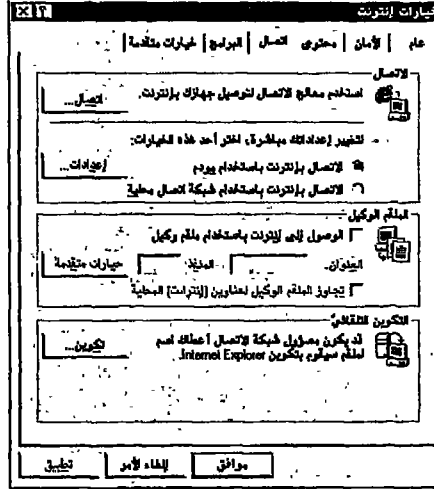 خيارات إنترنت
عام
الأمان
محتوى
اتصال
البرامج
خيارات متقدمة
الاتصال
استخدم معالج الاتصال لتوصيل جهازك بإنترنت.
اتصال...
لتغيير إعداداتك مباشرة، اختر أحد هذه الخيارات:
الاتصال بإنترنت باستخدام مودم
إعدادات...
الاتصال بإنترنت باستخدام شبكة اتصال محلية
الملقم الوكيل
الوصول إلى إنترنت باستخدام ملقم وكيل
العنوان:
المنفذ:
خيارات متقدمة
تجاوز الملقم الوكيل لعناوين (إنترانت) المحلية
التكوين التلقائي
قد يكون مسؤول شبكة الاتصال أعطاك اسم
ملقم سيقوم بتكوين Internet Explorer.
تكوين...
موافق
إلغاء الأمر
تطبيق